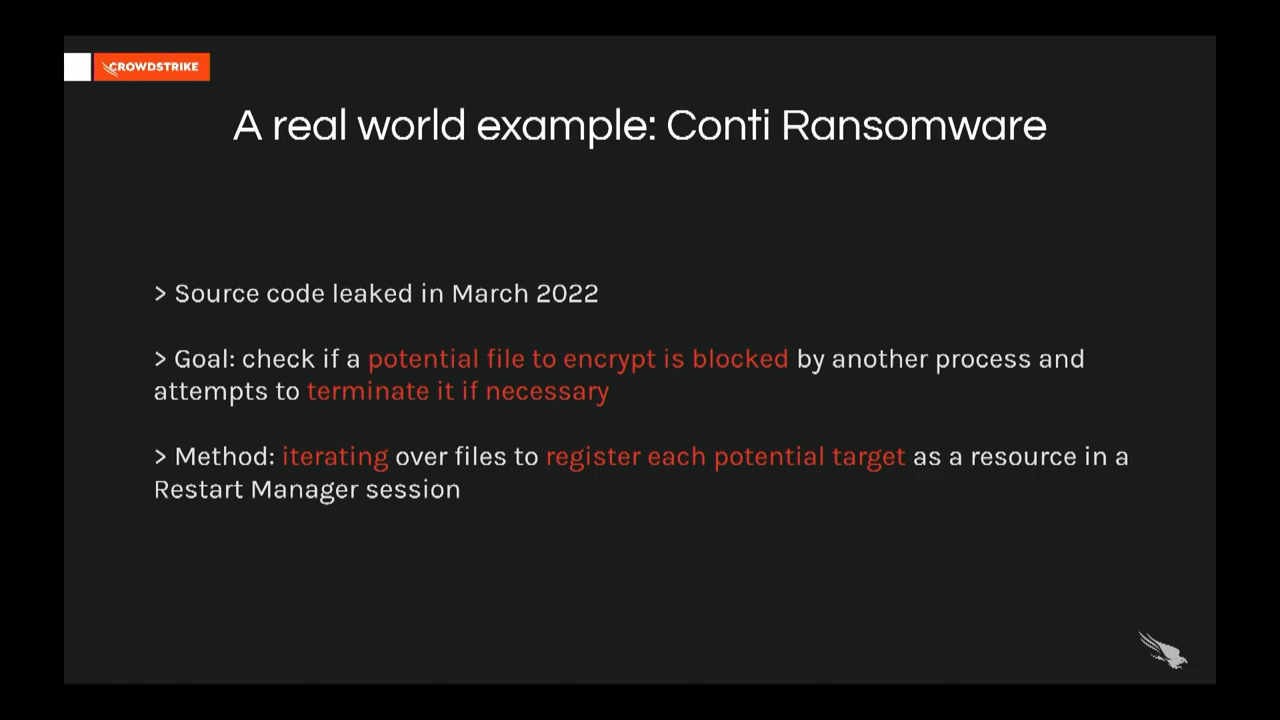 CROWDSTRIKE
A real world example: Conti Ransomware
> Source code leaked in March 2022
> Goal: check if a potential file to encrypt is blocked by another process and
attempts to terminate it if necessary
> Method: iterating over files to register each potential target as a resource in a
Restart Manager session